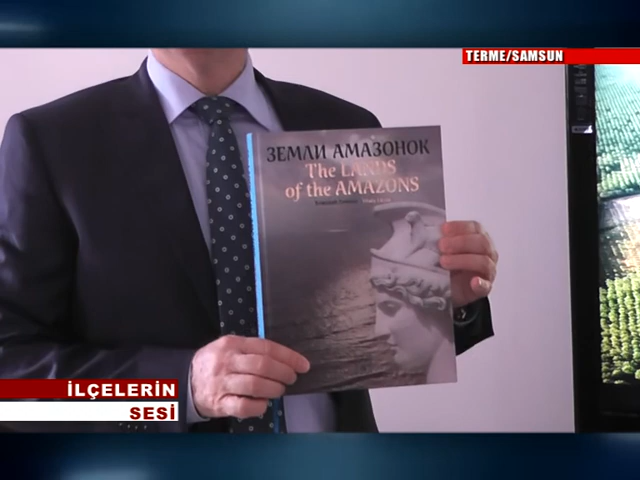 TERME/SAMSUN
ЗЕМЛИ АМАЗОНОК
The LANDS
of the AMAZONS
İLÇELERİN
SESİ